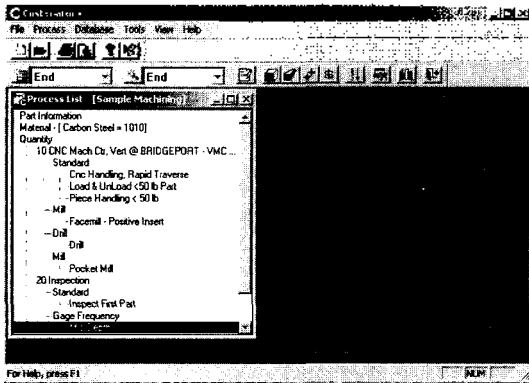 File Process Database Tools View Help
End End
Process List - [Sample Machining]
Part Information
Material - [ Carbon Steel = 1010]
Quantity
10 CNC Mach Ctr, Vert @ BRIDGEPORT - VMC ...
Standard
Cnc Handling, Rapid Traverse
Load & UnLoad <50 lb Part
Piece Handling < 50 lb
Mill
Facemill - Positive Insert
Drill
Drill
Mill
Pocket Mill
20 Inspection
Standard
Inspect First Part
Gage Frequency
For Help, press F1
NUM